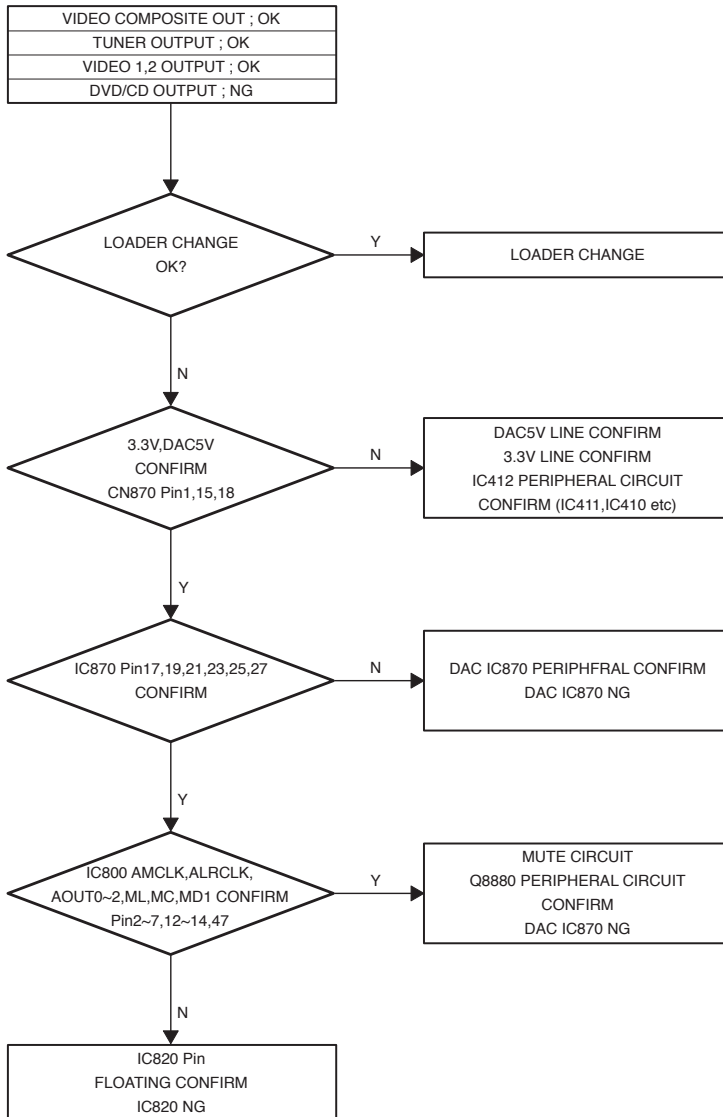 VIDEO COMPOSITE OUT ; OK
TUNER OUTPUT ; OK
VIDEO 1,2 OUTPUT ; OK
DVD/CD OUTPUT ; NG
LOADER CHANGE
OK?
Y
LOADER CHANGE
N
3.3V,DAC5V
CONFIRM
CN870 Pin1,15,18
N
DAC5V LINE CONFIRM
3.3V LINE CONFIRM
IC412 PERIPHERAL CIRCUIT
CONFIRM (IC411,IC410 etc)
Y
IC870 Pin17,19,21,23,25,27
CONFIRM
N
DAC IC870 PERIPHFRAL CONFIRM
DAC IC870 NG
Y
IC800 AMCLK,ALRCLK,
AOUT0~2,ML,MC,MD1 CONFIRM
Pin2~7,12~14,47
Y
MUTE CIRCUIT
Q8880 PERIPHERAL CIRCUIT
CONFIRM
DAC IC870 NG
N
IC820 Pin
FLOATING CONFIRM
IC820 NG